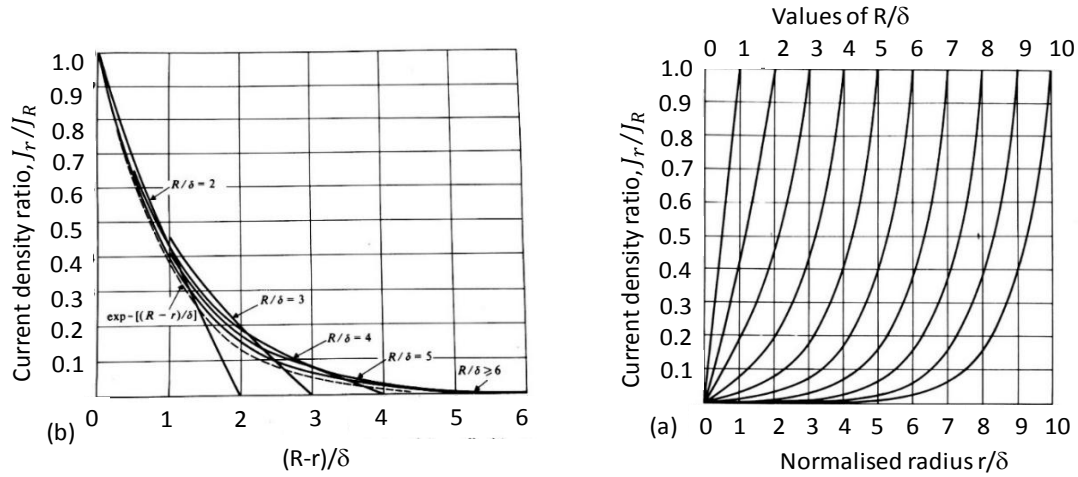 Current density ratio, J_r/J_R
1.0
0.9
0.8
0.7
0.6
0.5
0.4
0.3
0.2
0.1
R/δ = 2
exp-[(R - r)/δ]
R/δ = 3
R/δ = 4
R/δ = 5
R/δ ⩾ 6
0 1 2 3 4 5 6
(b)
(R-r)/δ
Values of R/δ
0 1 2 3 4 5 6 7 8 9 10
Current density ratio, J_r/J_R
1.0
0.9
0.8
0.7
0.6
0.5
0.4
0.3
0.2
0.1
0 1 2 3 4 5 6 7 8 9 10
(a)
Normalised radius r/δ